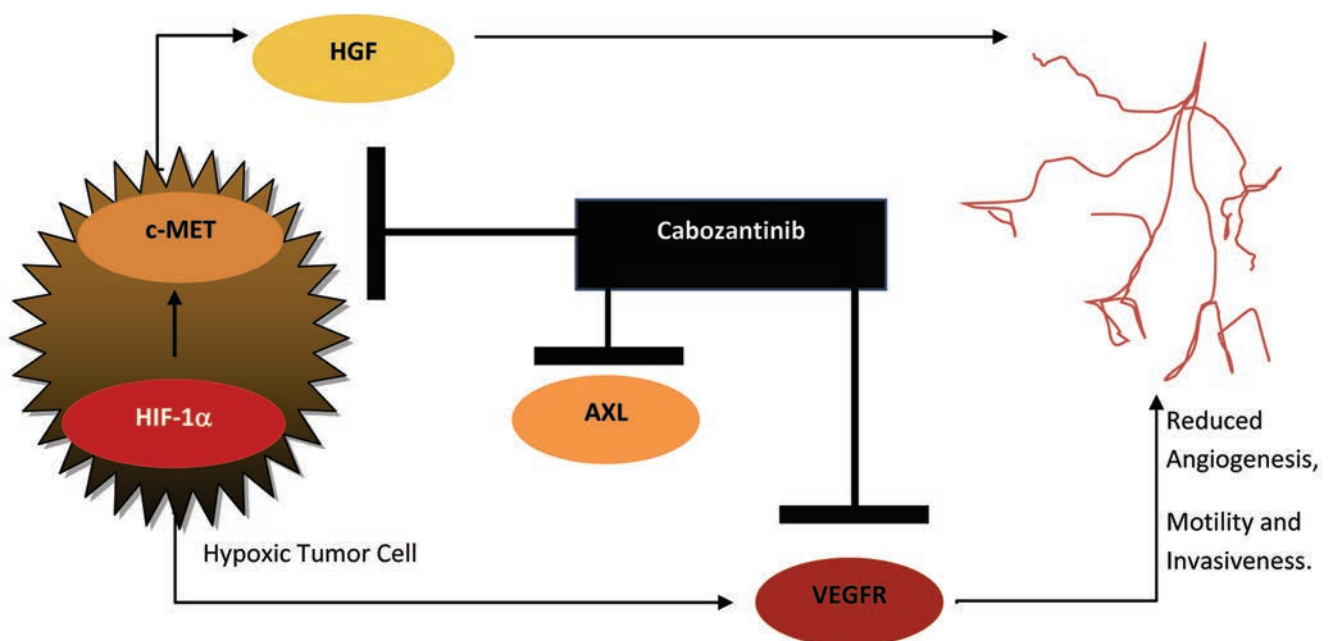 HGF
c-MET
Cabozantinib
HIF-1α
AXL
Reduced
Angiogenesis,
Motility and
Invasiveness.
Hypoxic Tumor Cell
VEGFR